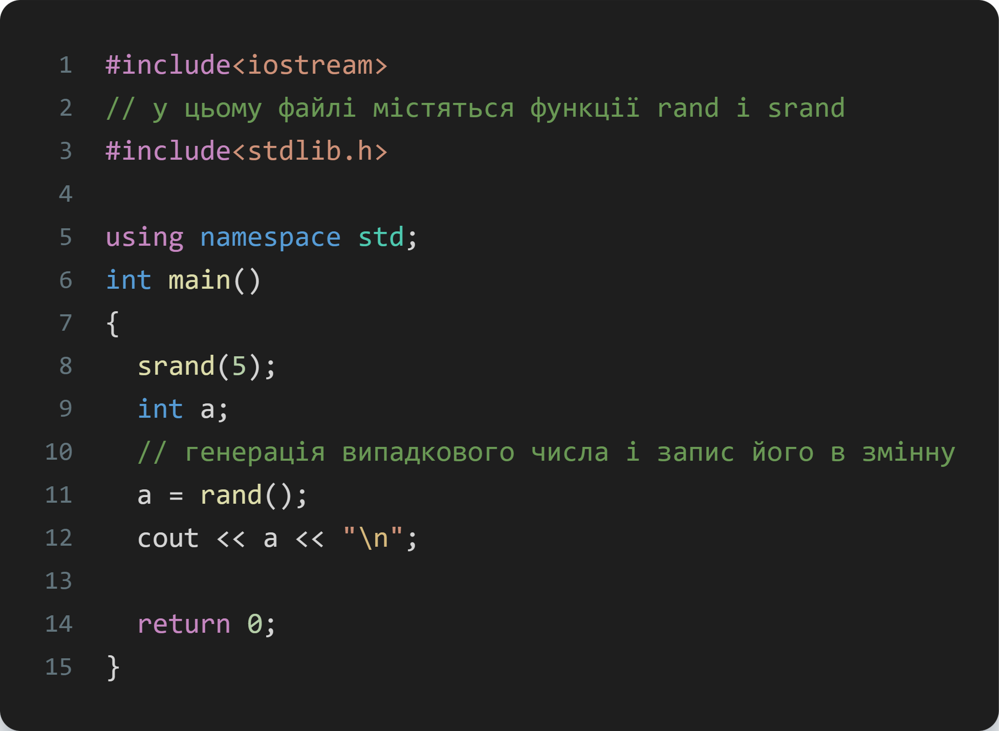 1 #include<iostream>
2 // у цьому файлі містяться функції rand і srand
3 #include<stdlib.h>
4
5 using namespace std;
6 int main()
7 {
8 srand(5);
9 int a;
10 // генерація випадкового числа і запис його в змінну
11 a = rand();
12 cout << a << "\n";
13
14 return 0;
15 }